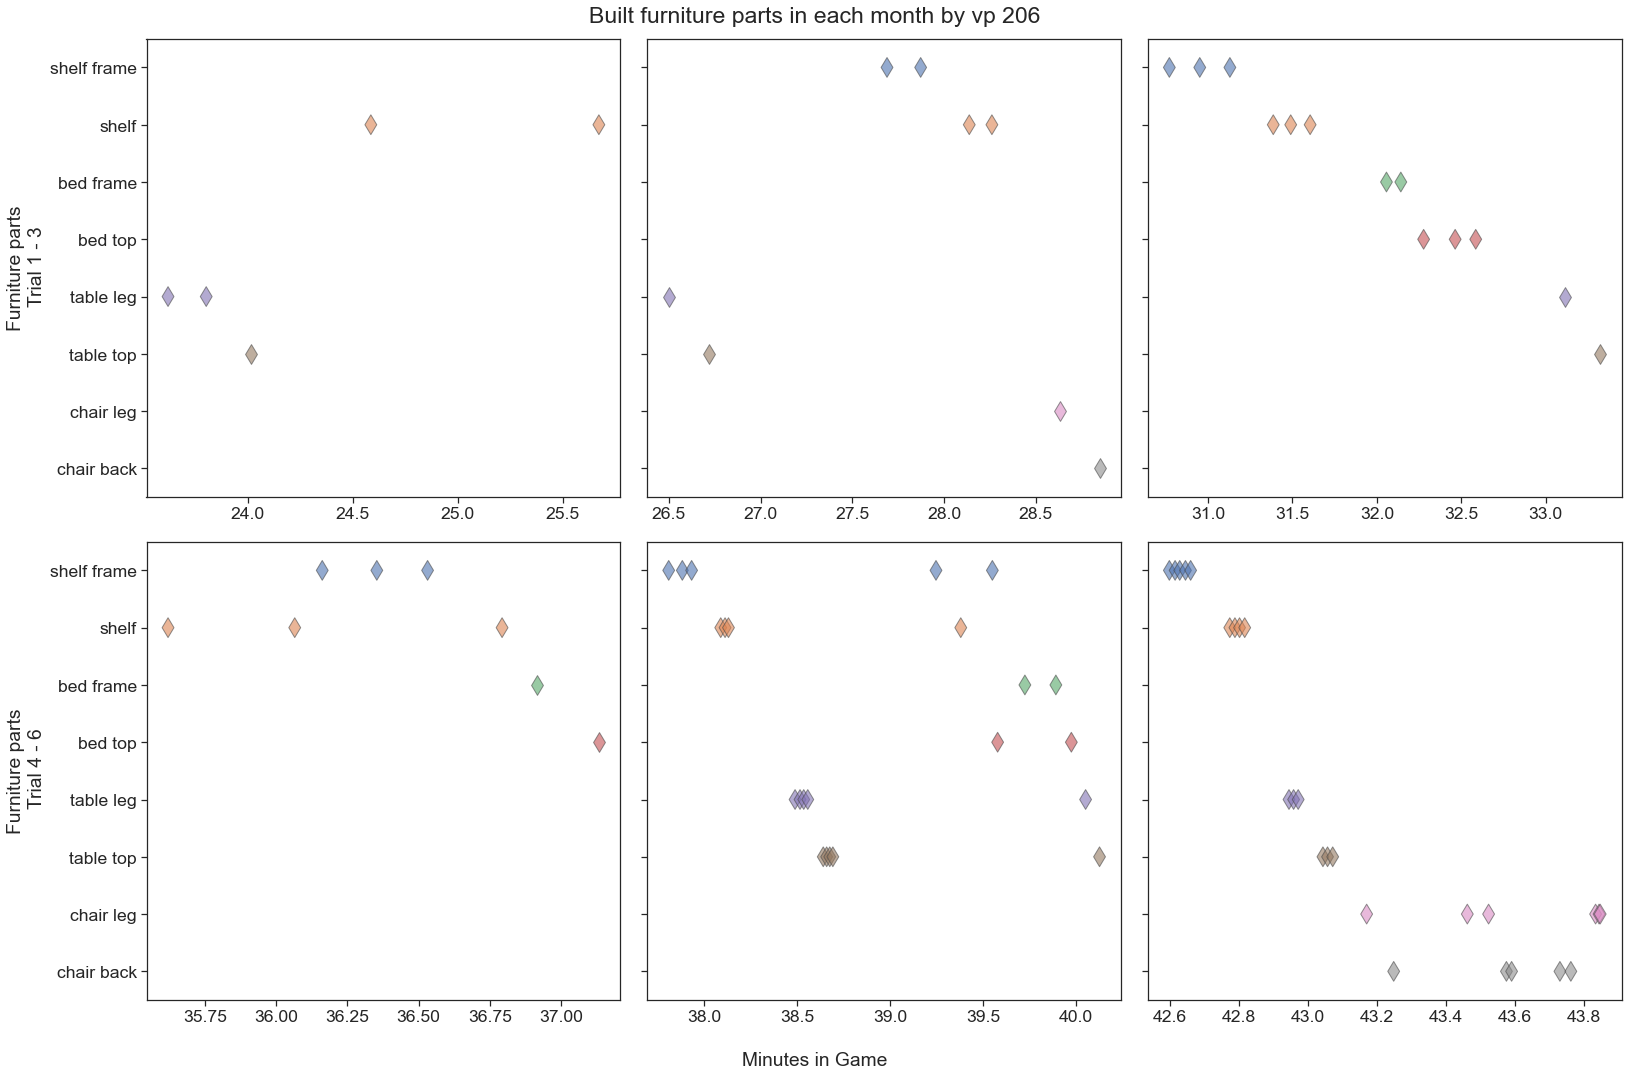 Built furniture parts in each month by vp 206
Furniture parts
Trial 1 - 3
shelf frame
shelf
bed frame
bed top
table leg
table top
chair leg
chair back
24.0 24.5 25.0 25.5
26.5 27.0 27.5 28.0 28.5
31.0 31.5 32.0 32.5 33.0
Furniture parts
Trial 4 - 6
shelf frame
shelf
bed frame
bed top
table leg
table top
chair leg
chair back
35.75 36.00 36.25 36.50 36.75 37.00
38.0 38.5 39.0 39.5 40.0
42.6 42.8 43.0 43.2 43.4 43.6 43.8
Minutes in Game